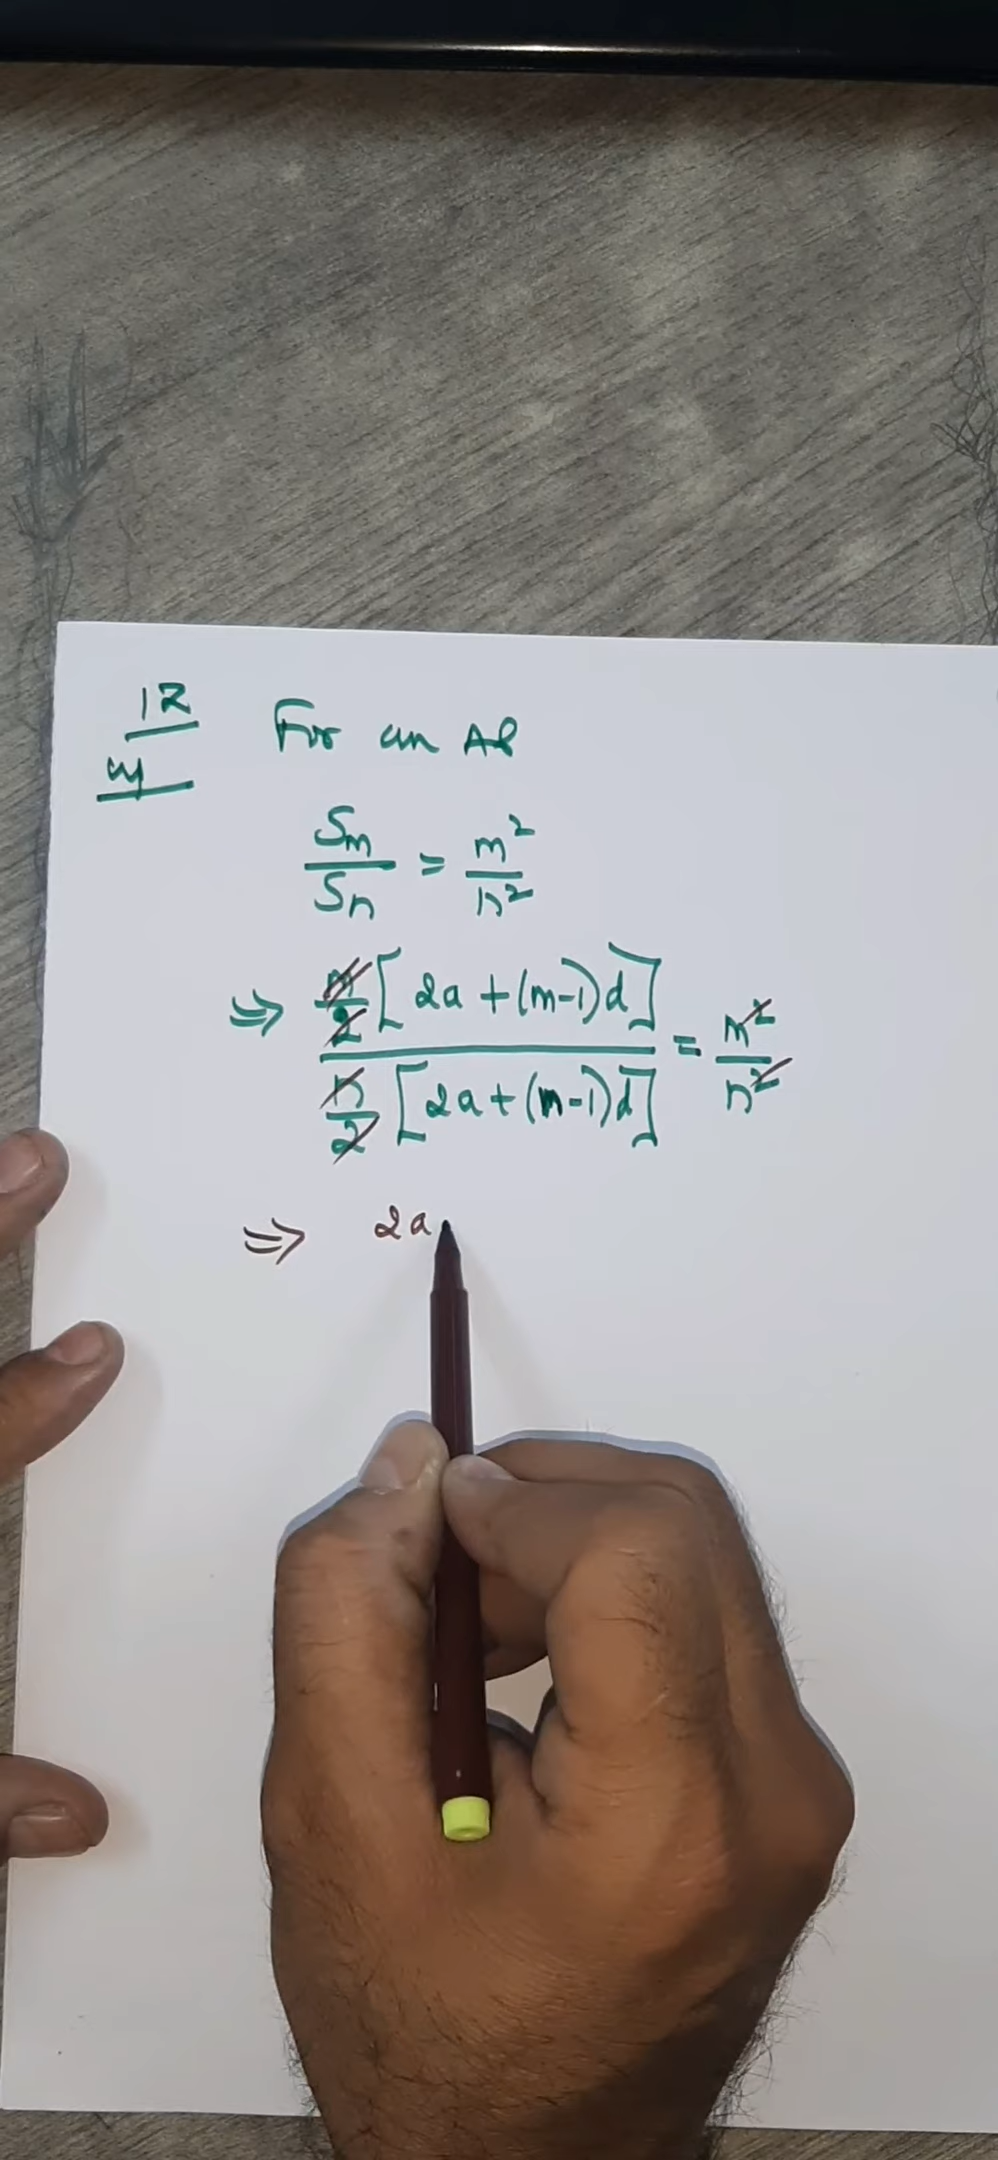 12
For an AP
Sm/Sn = m²/n²
⇒ m/2 [2a + (m-1)d] / n/2 [2a + (m-1)d] = m²/n²
⇒ 2a